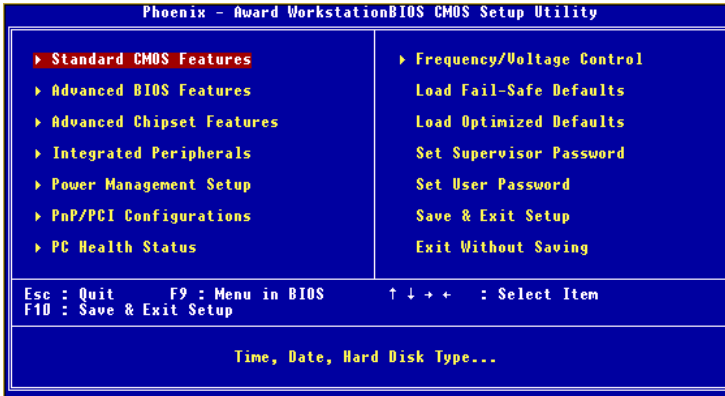 Phoenix - Award WorkstationBIOS CMOS Setup Utility
Standard CMOS Features
Advanced BIOS Features
Advanced Chipset Features
Integrated Peripherals
Power Management Setup
PnP/PCI Configurations
PC Health Status
Frequency/Voltage Control
Load Fail-Safe Defaults
Load Optimized Defaults
Set Supervisor Password
Set User Password
Save & Exit Setup
Exit Without Saving
Esc : Quit F9 : Menu in BIOS ↑ ↓ → ← : Select Item
F10 : Save & Exit Setup
Time, Date, Hard Disk Type...